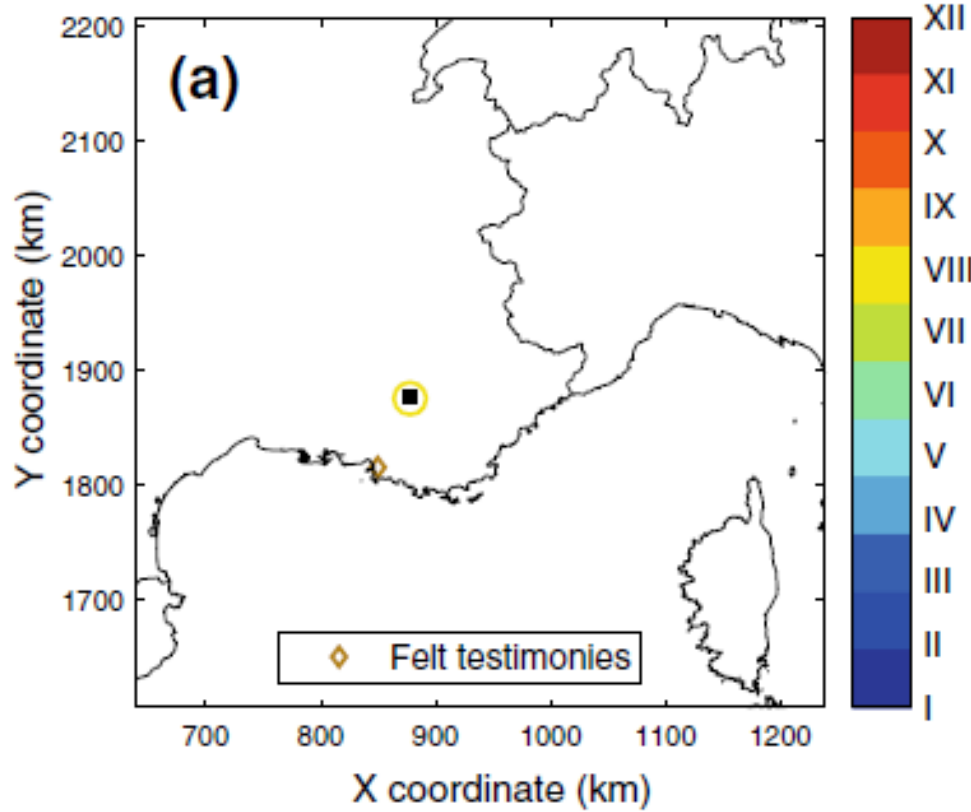 (a)
Y coordinate (km)
2200
2100
2000
1900
1800
1700
Felt testimonies
700 800 900 1000 1100 1200
X coordinate (km)
XII
XI
X
IX
VIII
VII
VI
V
IV
III
II
I